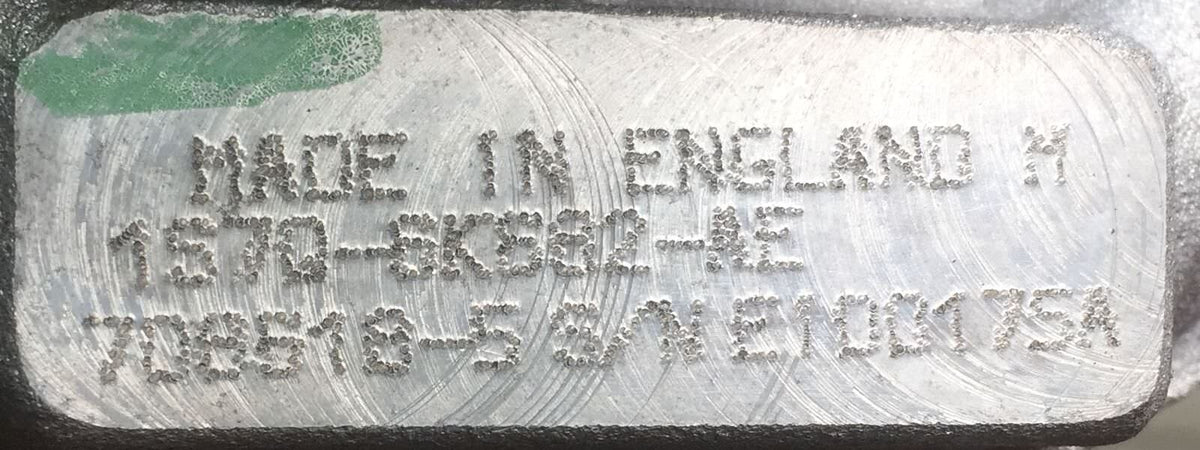 MADE IN ENGLAND M
1S7Q-6K682-AE
708618-5 S/N E100175A